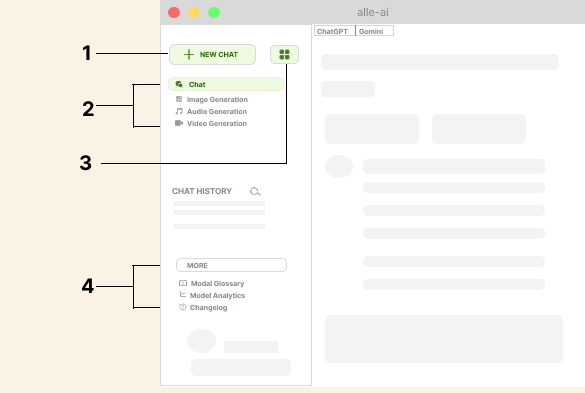 alle-ai
ChatGPT Gemini
1
NEW CHAT
Chat
2
Image Generation
Audio Generation
Video Generation
3
CHAT HISTORY
MORE
4
Modal Glossary
Model Analytics
Changelog